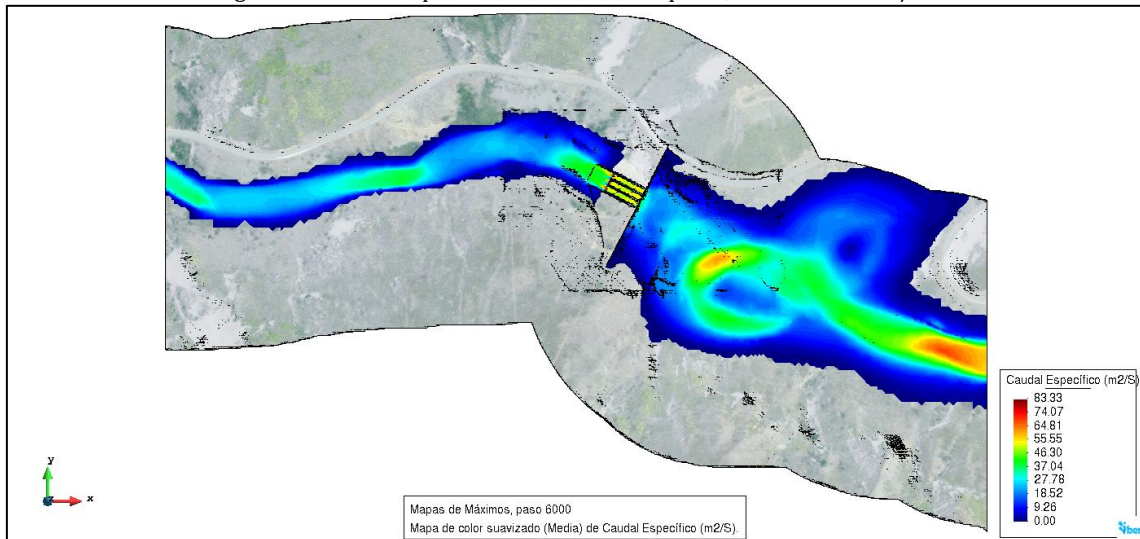 y
x
Mapas de Máximos, paso 6000
Mapa de color suavizado (Media) de Caudal Específico (m2/S).
Caudal Específico (m2/S)
83.33
74.07
64.81
55.55
46.30
37.04
27.78
18.52
9.26
0.00